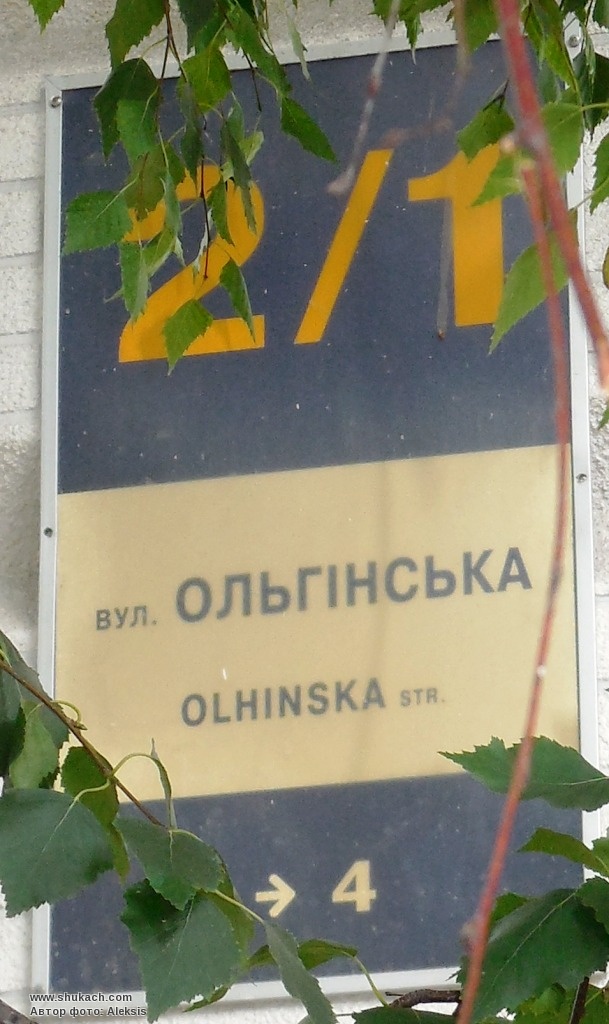 2/1
вул. ОЛЬГІНСЬКА
OLHINSKA STR.
→ 4
www.shukach.com
Автор фото: Aleksis